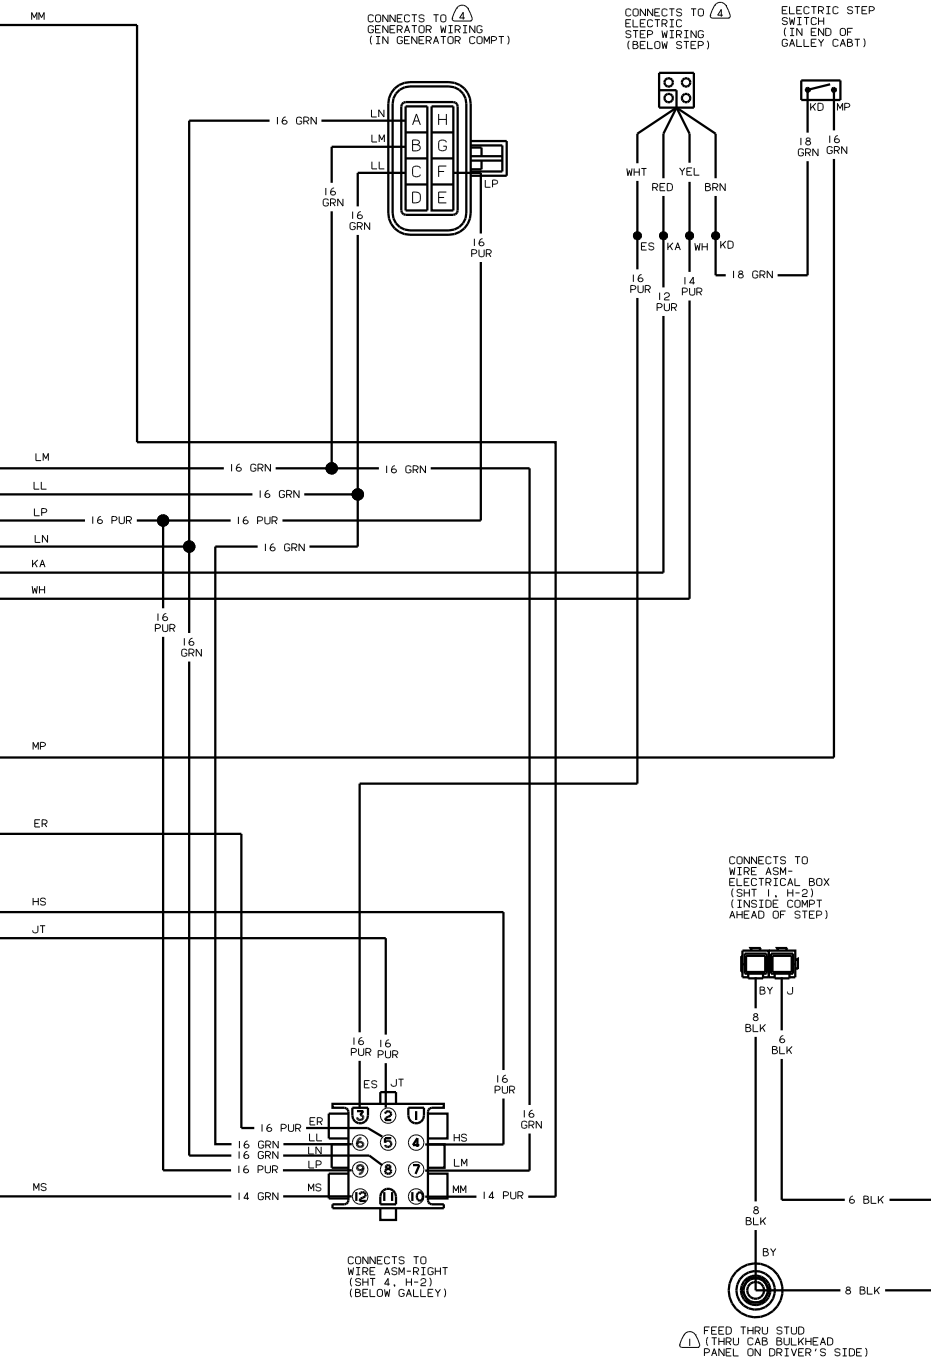 MM
CONNECTS TO 4
GENERATOR WIRING
(IN GENERATOR COMPT)
CONNECTS TO 4
ELECTRIC
STEP WIRING
(BELOW STEP)
ELECTRIC STEP
SWITCH
(IN END OF
GALLEY CABT)
KD MP
16 GRN
LN
LM
LL
A H
B G
C F
D E
LP
16
GRN
16
GRN
16
PUR
18
GRN
16
GRN
WHT
RED
YEL
BRN
ES KA WH KD
16
PUR
12
PUR
14
PUR
18 GRN
LM
16 GRN
16 GRN
LL
16 GRN
LP
16 PUR
16 PUR
LN
16 GRN
KA
WH
16
PUR
16
GRN
MP
ER
CONNECTS TO
WIRE ASM-
ELECTRICAL BOX
(SHT 1, H-2)
(INSIDE COMPT
AHEAD OF STEP)
HS
JT
BY J
8
BLK
6
BLK
16
PUR
16
PUR
16
PUR
16
GRN
ES JT
3 2 1
16 PUR
ER
16 GRN
LL
6 5 4
HS
16 GRN
LN
16 PUR
LP
9 8 7
LM
MS
14 GRN
MS
12 11 10
MM
14 PUR
6 BLK
8
BLK
BY
CONNECTS TO
WIRE ASM-RIGHT
(SHT 4, H-2)
(BELOW GALLEY)
8 BLK
1
FEED THRU STUD
(THRU CAB BULKHEAD
PANEL ON DRIVER'S SIDE)